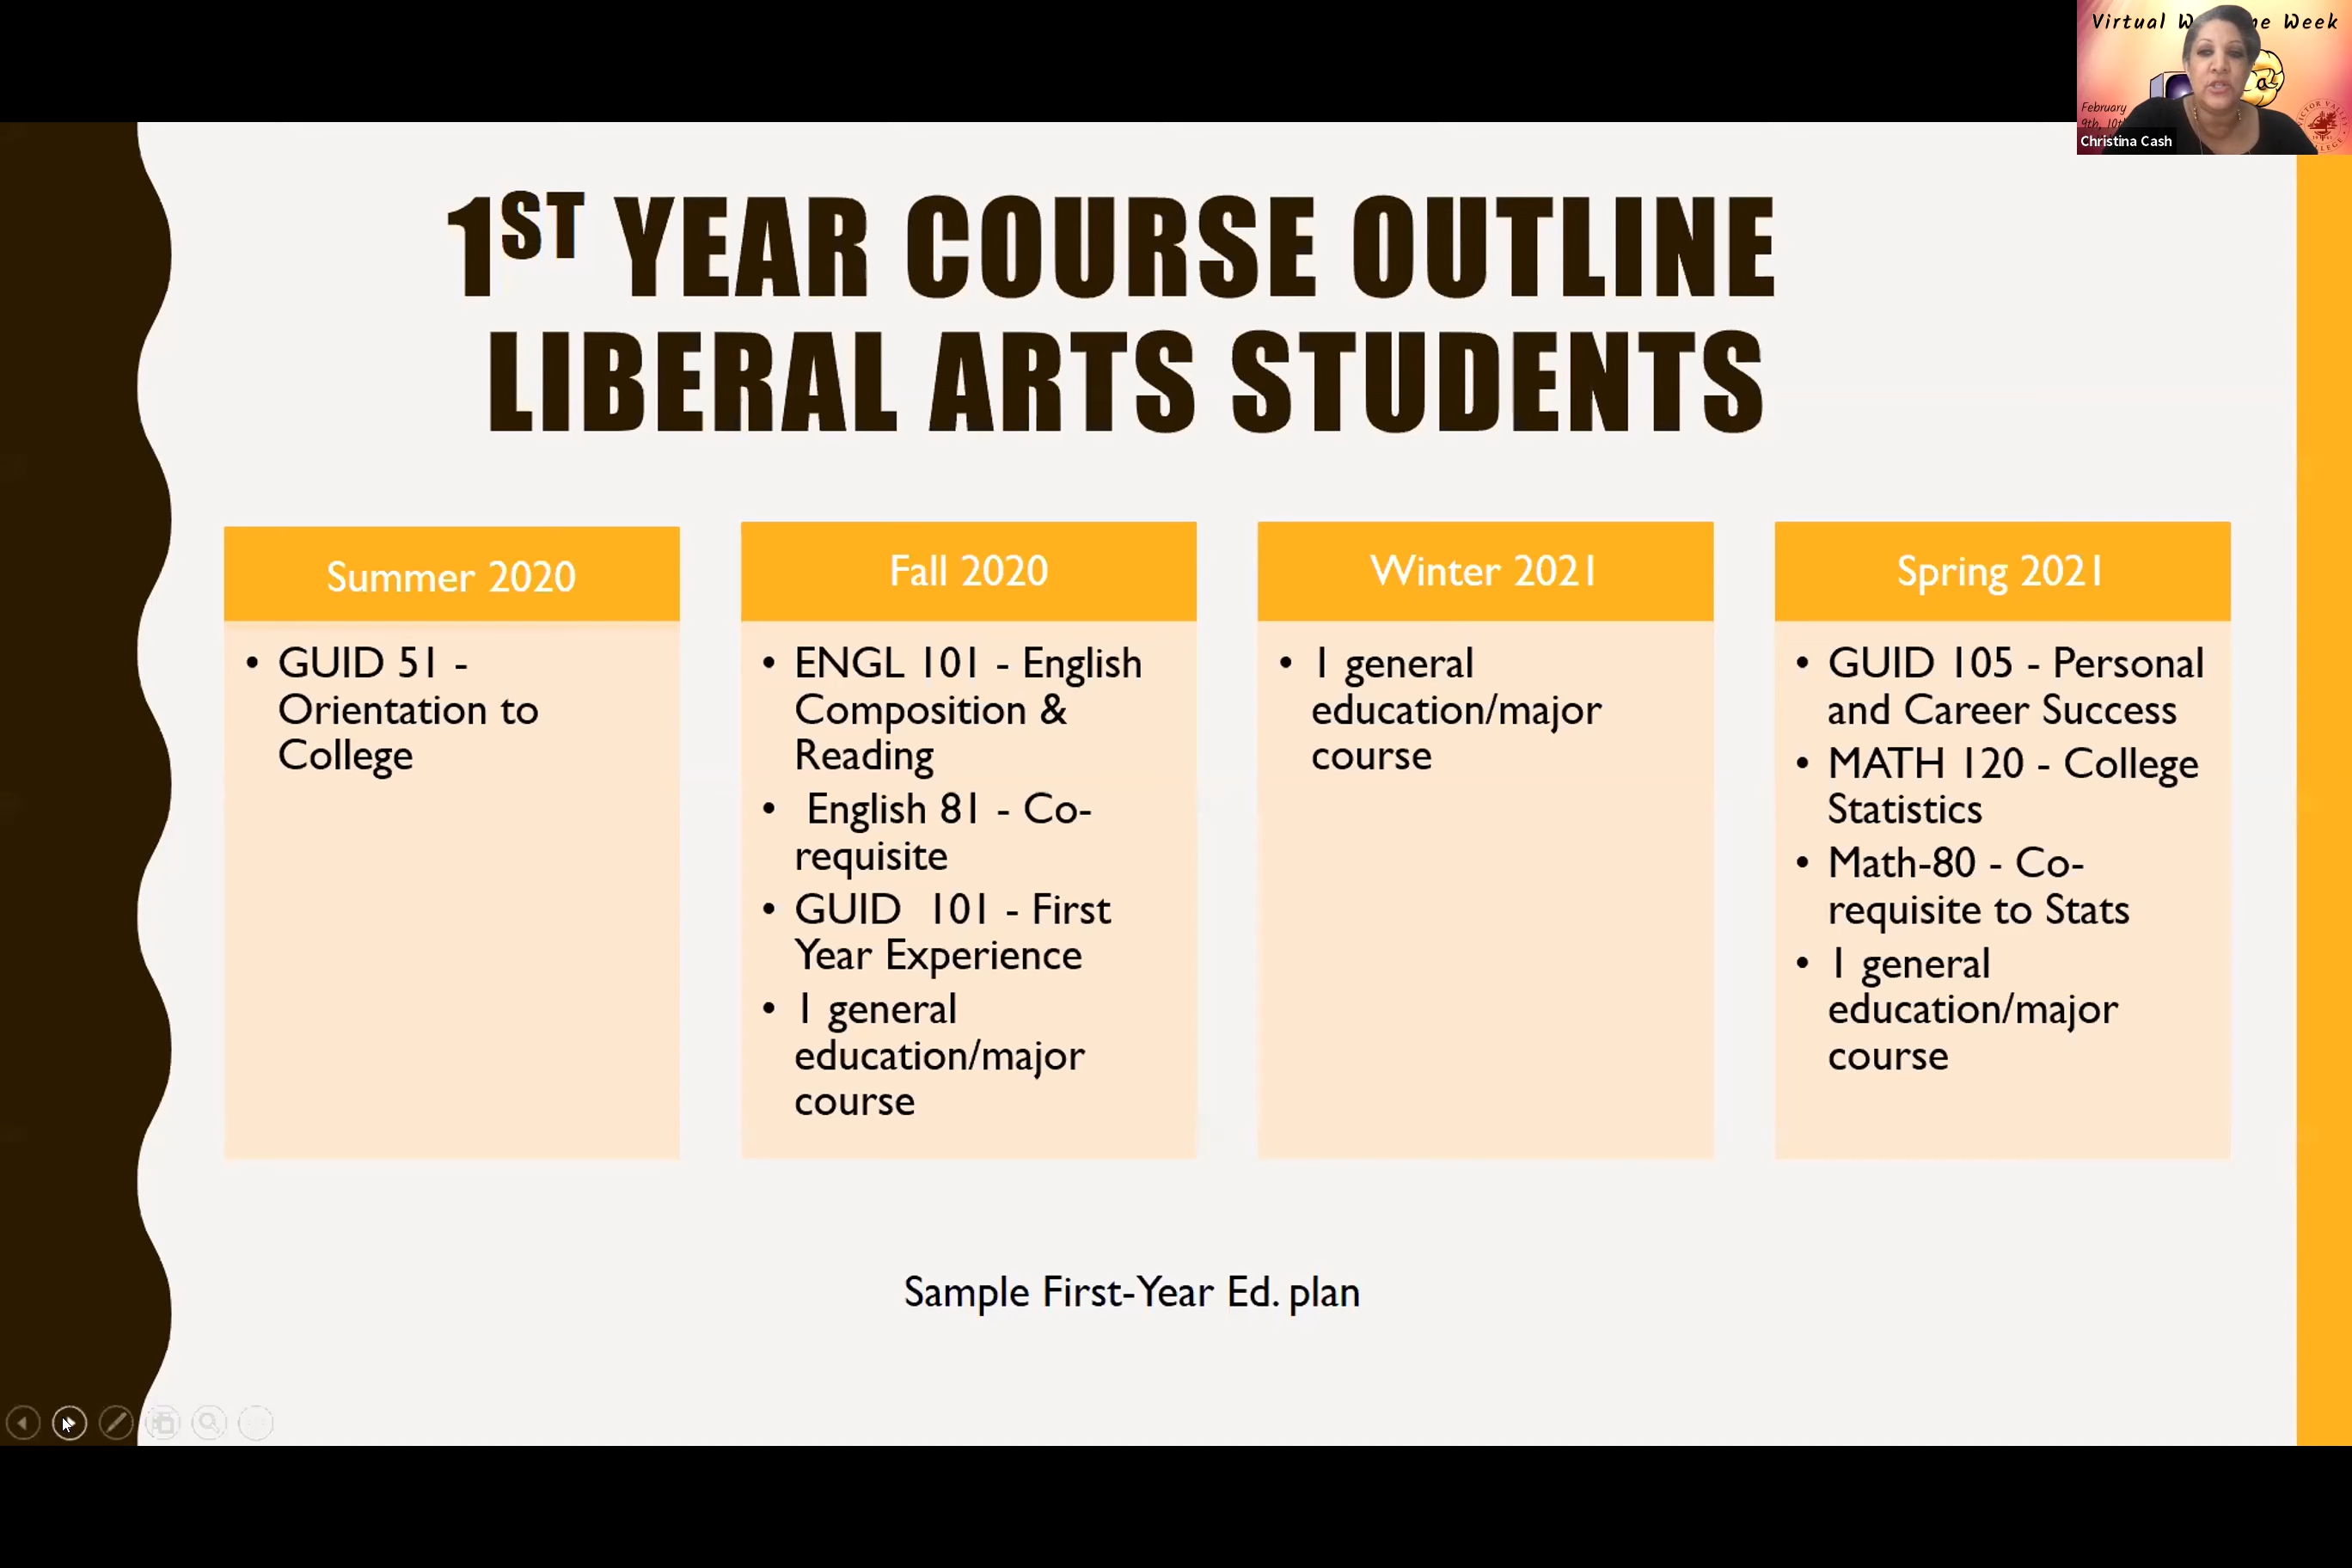 Virtual W me Week
February
9th, 10th
Christina Cash
1ST YEAR COURSE OUTLINE
LIBERAL ARTS STUDENTS
Summer 2020
• GUID 51 -
Orientation to
College
Fall 2020
• ENGL 101 - English
Composition &
Reading
• English 81 - Co-
requisite
• GUID 101 - First
Year Experience
• 1 general
education/major
course
Winter 2021
• 1 general
education/major
course
Spring 2021
• GUID 105 - Personal
and Career Success
• MATH 120 - College
Statistics
• Math-80 - Co-
requisite to Stats
• 1 general
education/major
course
Sample First-Year Ed. plan